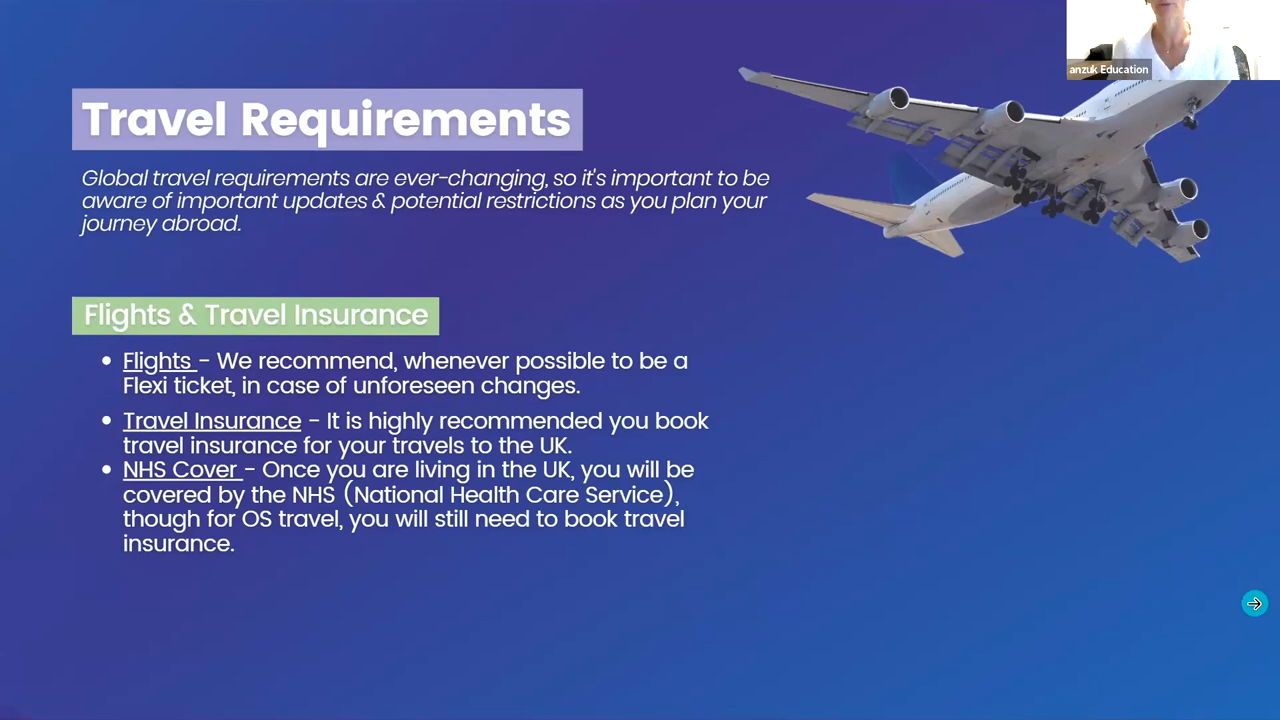 anzuk Education
Travel Requirements
Global travel requirements are ever-changing, so it's important to be
aware of important updates & potential restrictions as you plan your
journey abroad.
Flights & Travel Insurance
• Flights - We recommend, whenever possible to be a
Flexi ticket, in case of unforeseen changes.
• Travel Insurance - It is highly recommended you book
travel insurance for your travels to the UK.
• NHS Cover - Once you are living in the UK, you will be
covered by the NHS (National Health Care Service),
though for OS travel, you will still need to book travel
insurance.